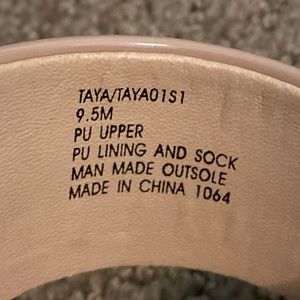 TAYA/TAYA01S1
9.5M
PU UPPER
PU LINING AND SOCK
MAN MADE OUTSOLE
MADE IN CHINA 1064